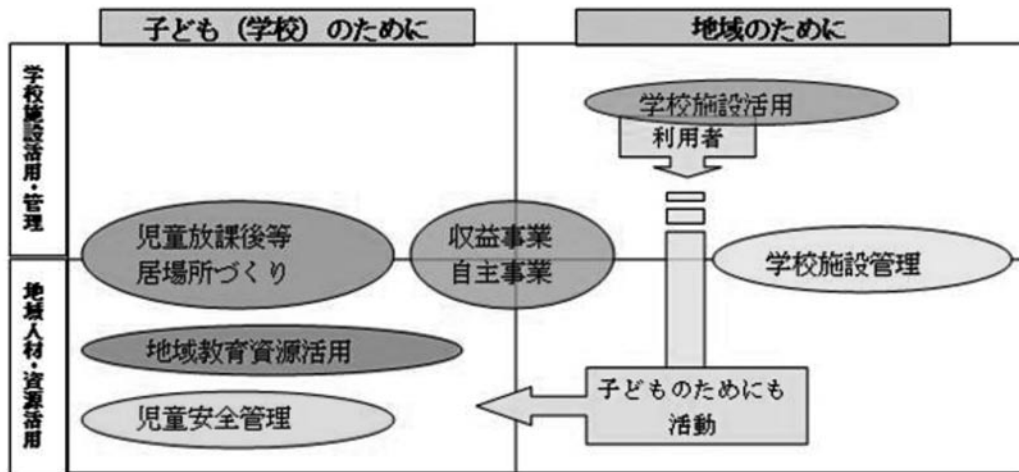 子ども（学校）のために
地域のために
学校施設活用・管理
学校施設活用
利用者
児童放課後等
居場所づくり
収益事業
自主事業
学校施設管理
地域人材・資源活用
地域教育資源活用
児童安全管理
子どものためにも
活動